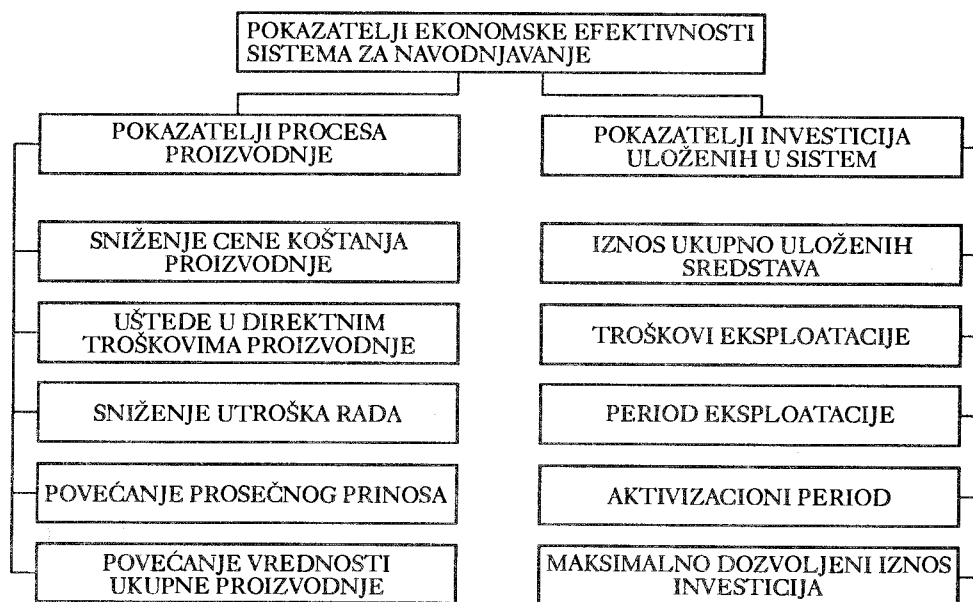 POKAZATELJI EKONOMSKE EFEKTIVNOSTI
SISTEMA ZA NAVODNJAVANJE
POKAZATELJI PROCESA
PROIZVODNJE
SNIŽENJE CENE KOŠTANJA
PROIZVODNJE
UŠTEDE U DIREKTNIM
TROŠKOVIMA PROIZVODNJE
SNIŽENJE UTROŠKA RADA
POVEĆANJE PROSEČNOG PRINOSA
POVEĆANJE VREDNOSTI
UKUPNE PROIZVODNJE
POKAZATELJI INVESTICIJA
ULOŽENIH U SISTEM
IZNOS UKUPNO ULOŽENIH
SREDSTAVA
TROŠKOVI EKSPLOATACIJE
PERIOD EKSPLOATACIJE
AKTIVIZACIONI PERIOD
MAKSIMALNO DOZVOLJENI IZNOS
INVESTICIJA